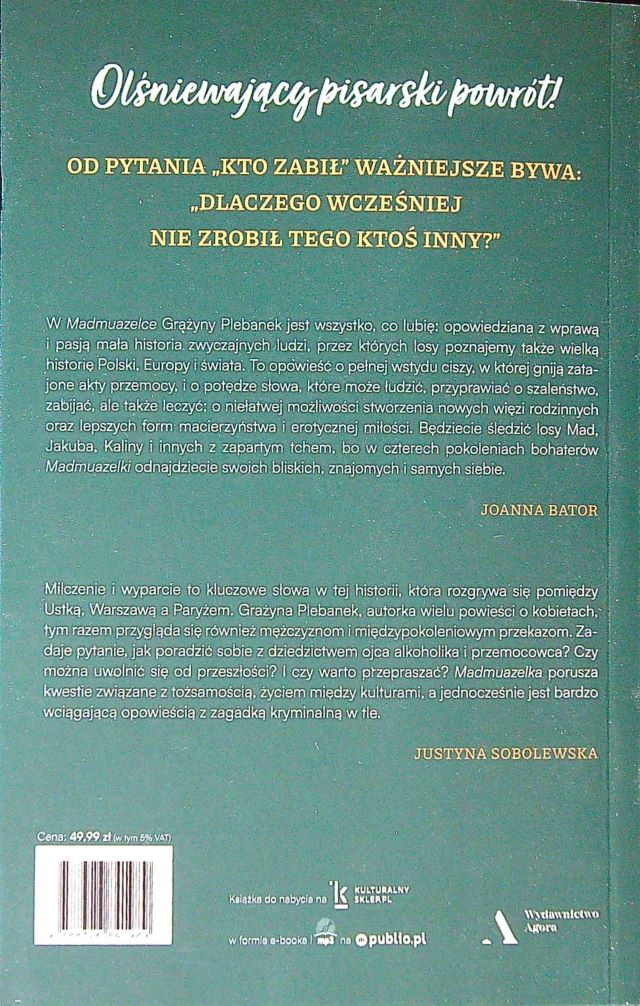 Olśniewający pisarski powrót!
OD PYTANIA „KTO ZABIŁ” WAŻNIEJSZE BYWA:
„DLACZEGO WCZEŚNIEJ
NIE ZROBIŁ TEGO KTOŚ INNY?”
W Madmuazelce Grażyny Plebanek jest wszystko, co lubię: opowiedziana z wprawą
i pasją mała historia zwyczajnych ludzi, przez których losy poznajemy także wielką
historię Polski, Europy i świata. To opowieść o pełnej wstydu ciszy, w której gniją zata-
jone akty przemocy, i o potędze słowa, które może łudzić, przyprawiać o szaleństwo,
zabijać, ale także leczyć; o niełatwej możliwości stworzenia nowych więzi rodzinnych
oraz lepszych form macierzyństwa i erotycznej miłości. Będziecie śledzić losy Mad,
Jakuba, Kaliny i innych z zapartym tchem, bo w czterech pokoleniach bohaterów
Madmuazelki odnajdziecie swoich bliskich, znajomych i samych siebie.
JOANNA BATOR
Milczenie i wyparcie to kluczowe słowa w tej historii, która rozgrywa się pomiędzy
Ustką, Warszawą a Paryżem. Grażyna Plebanek, autorka wielu powieści o kobietach,
tym razem przygląda się również mężczyznom i międzypokoleniowym przekazom. Za-
daje pytanie, jak poradzić sobie z dziedzictwem ojca alkoholika i przemocowca? Czy
można uwolnić się od przeszłości? I czy warto przepraszać? Madmuazelka porusza
kwestie związane z tożsamością, życiem między kulturami, a jednocześnie jest bardzo
wciągającą opowieścią z zagadką kryminalną w tle.
JUSTYNA SOBOLEWSKA
Cena: 49,99 zł (w tym 5% VAT)
Książka do nabycia na k KULTURALNY
SKLEP.PL
w formie e-booka i mp3 na publio.pl
Wydawnictwo
Agora